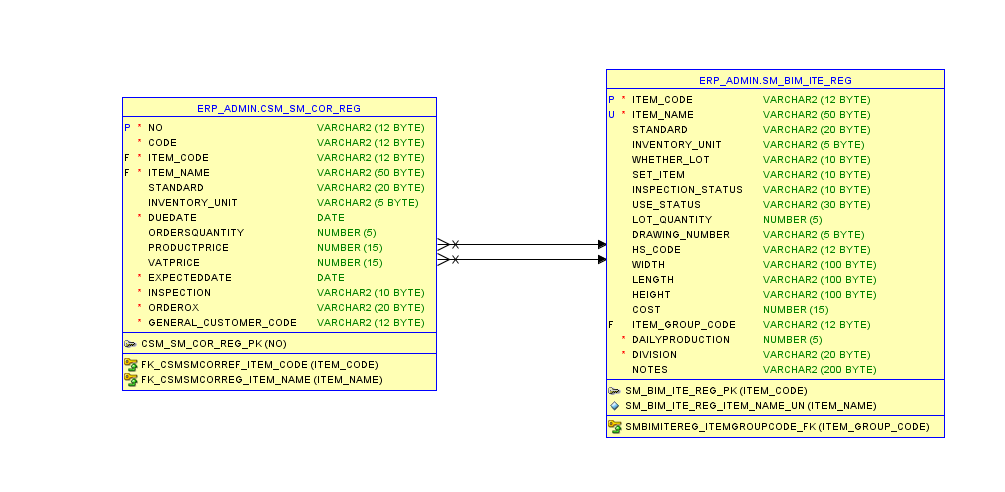 ERP_ADMIN.CSM_SM_COR_REG
P * NO VARCHAR2 (12 BYTE)
* CODE VARCHAR2 (12 BYTE)
F * ITEM_CODE VARCHAR2 (12 BYTE)
F * ITEM_NAME VARCHAR2 (50 BYTE)
STANDARD VARCHAR2 (20 BYTE)
INVENTORY_UNIT VARCHAR2 (5 BYTE)
* DUEDATE DATE
ORDERSQUANTITY NUMBER (5)
PRODUCTPRICE NUMBER (15)
VATPRICE NUMBER (15)
* EXPECTEDDATE DATE
* INSPECTION VARCHAR2 (10 BYTE)
* ORDEROX VARCHAR2 (20 BYTE)
* GENERAL_CUSTOMER_CODE VARCHAR2 (12 BYTE)
CSM_SM_COR_REG_PK (NO)
FK_CSMSMCORREF_ITEM_CODE (ITEM_CODE)
FK_CSMSMCORREG_ITEM_NAME (ITEM_NAME)
ERP_ADMIN.SM_BIM_ITE_REG
P * ITEM_CODE VARCHAR2 (12 BYTE)
U * ITEM_NAME VARCHAR2 (50 BYTE)
STANDARD VARCHAR2 (20 BYTE)
INVENTORY_UNIT VARCHAR2 (5 BYTE)
WHETHER_LOT VARCHAR2 (10 BYTE)
SET_ITEM VARCHAR2 (10 BYTE)
INSPECTION_STATUS VARCHAR2 (10 BYTE)
USE_STATUS VARCHAR2 (30 BYTE)
LOT_QUANTITY NUMBER (5)
DRAWING_NUMBER VARCHAR2 (5 BYTE)
HS_CODE VARCHAR2 (12 BYTE)
WIDTH VARCHAR2 (100 BYTE)
LENGTH VARCHAR2 (100 BYTE)
HEIGHT VARCHAR2 (100 BYTE)
COST NUMBER (15)
F ITEM_GROUP_CODE VARCHAR2 (12 BYTE)
* DAILYPRODUCTION NUMBER (5)
* DIVISION VARCHAR2 (20 BYTE)
NOTES VARCHAR2 (200 BYTE)
SM_BIM_ITE_REG_PK (ITEM_CODE)
SM_BIM_ITE_REG_ITEM_NAME_UN (ITEM_NAME)
SMBIMITEREG_ITEMGROUPCODE_FK (ITEM_GROUP_CODE)